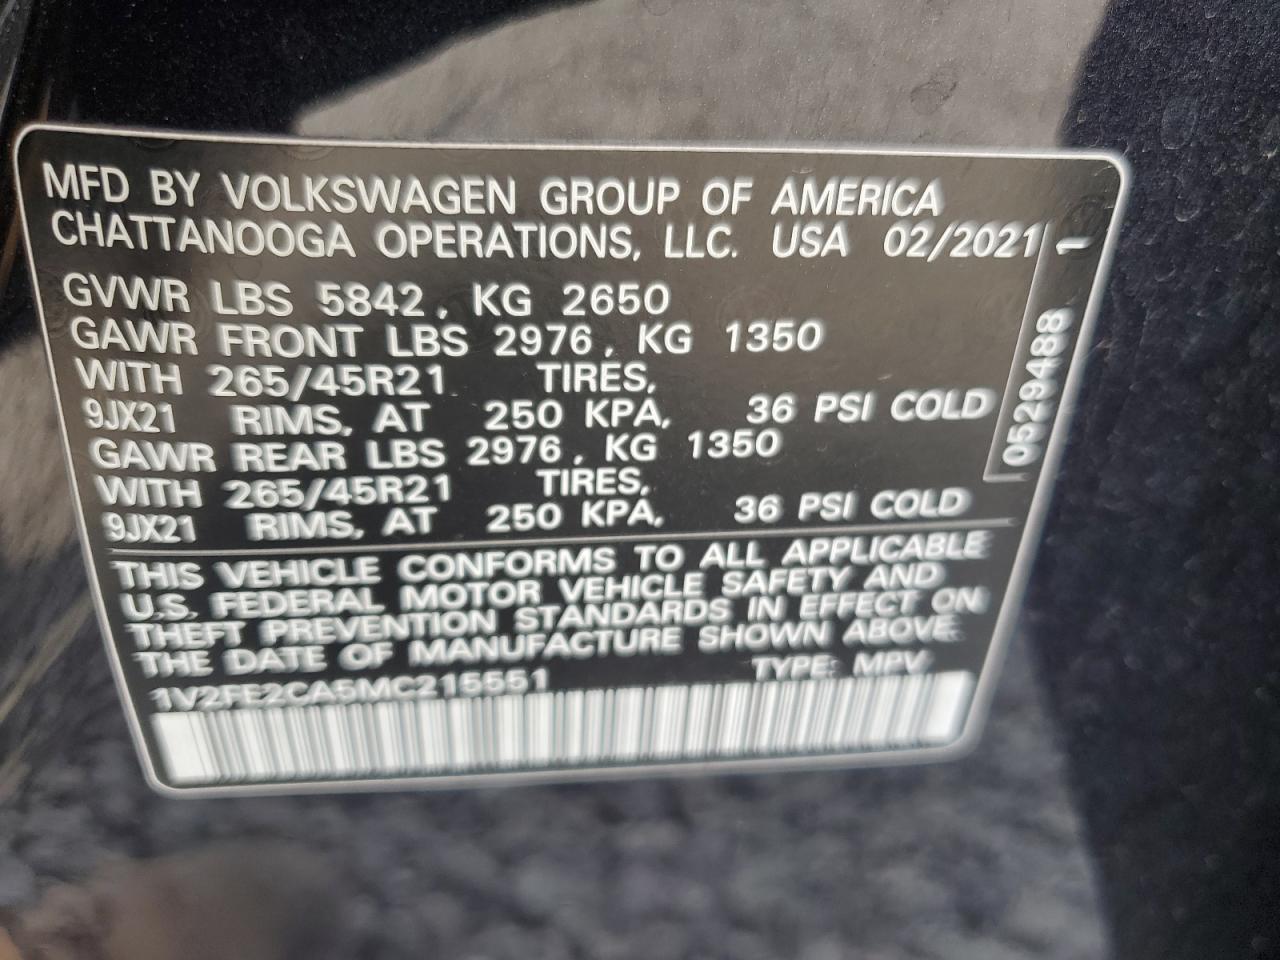 MFD BY VOLKSWAGEN GROUP OF AMERICA
CHATTANOOGA OPERATIONS, LLC. USA 02/2021
GVWR LBS 5842, KG 2650
GAWR FRONT LBS 2976, KG 1350
WITH 265/45R21 TIRES,
9JX21 RIMS, AT 250 KPA, 36 PSI COLD
GAWR REAR LBS 2976, KG 1350
WITH 265/45R21 TIRES,
9JX21 RIMS, AT 250 KPA, 36 PSI COLD
THIS VEHICLE CONFORMS TO ALL APPLICABLE
U.S. FEDERAL MOTOR VEHICLE SAFETY AND
THEFT PREVENTION STANDARDS IN EFFECT ON
THE DATE OF MANUFACTURE SHOWN ABOVE.
1V2FE2CA5MC215551 TYPE: MPV
0529488 1